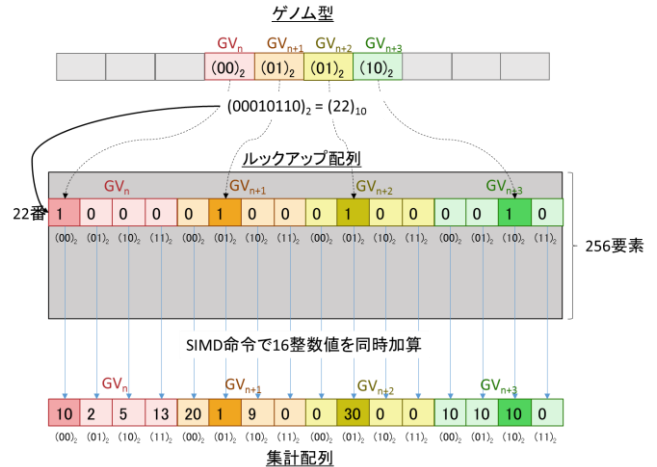 ゲノム型
GVn GVn+1 GVn+2 GVn+3
(00)2 (01)2 (01)2 (10)2
(00010110)2 = (22)10
ルックアップ配列
GVn GVn+1 GVn+2 GVn+3
22番 1 0 0 0 0 1 0 0 0 1 0 0 0 0 1 0
(00)2 (01)2 (10)2 (11)2 (00)2 (01)2 (10)2 (11)2 (00)2 (01)2 (10)2 (11)2 (00)2 (01)2 (10)2 (11)2
256要素
SIMD命令で16整数値を同時加算
GVn GVn+1 GVn+2 GVn+3
10 2 5 13 20 1 9 0 0 30 0 0 10 10 10 0
(00)2 (01)2 (10)2 (11)2 (00)2 (01)2 (10)2 (11)2 (00)2 (01)2 (10)2 (11)2 (00)2 (01)2 (10)2 (11)2
集計配列